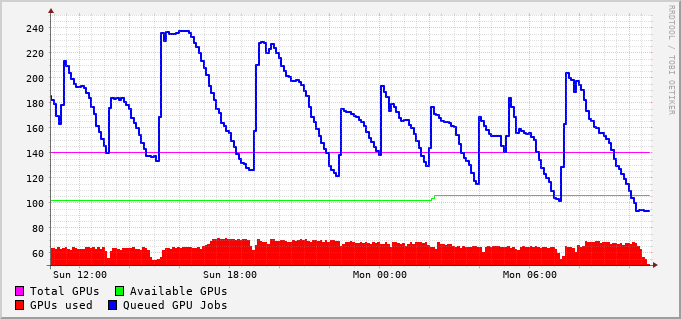 RRDTOOL / TOBI OETIKER
240
220
200
180
160
140
120
100
80
60
Sun 12:00 Sun 18:00 Mon 00:00 Mon 06:00
Total GPUs Available GPUs
GPUs used Queued GPU Jobs